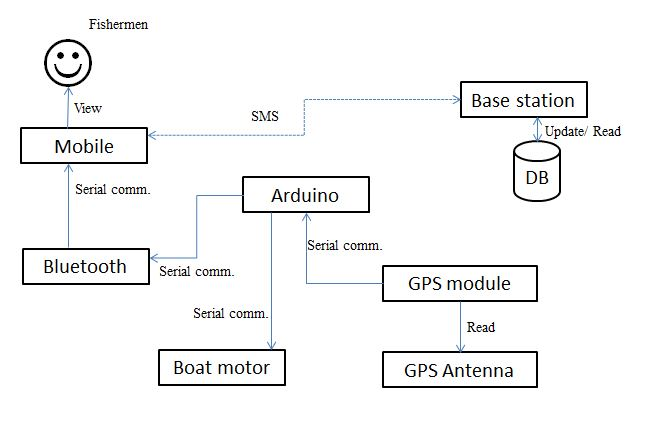 Fishermen
View
SMS
Base station
Mobile
Update/ Read
DB
Serial comm.
Arduino
Serial comm.
Bluetooth
Serial comm.
GPS module
Serial comm.
Read
Boat motor
GPS Antenna